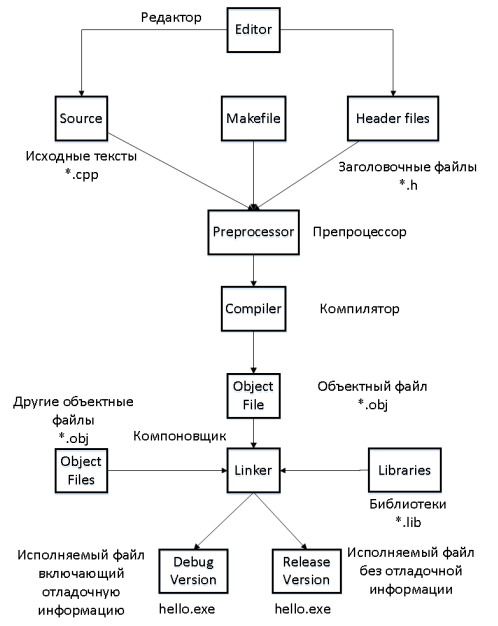 Редактор
Editor
Source
Makefile
Header files
Исходные тексты
*.cpp
Заголовочные файлы
*.h
Preprocessor
Препроцессор
Compiler
Компилятор
Object
File
Объектный файл
*.obj
Другие объектные
файлы
*.obj
Компоновщик
Object
Files
Linker
Libraries
Библиотеки
*.lib
Исполняемый файл
включающий
отладочную
информацию
Debug
Version
hello.exe
Release
Version
hello.exe
Исполняемый файл
без отладочной
информации